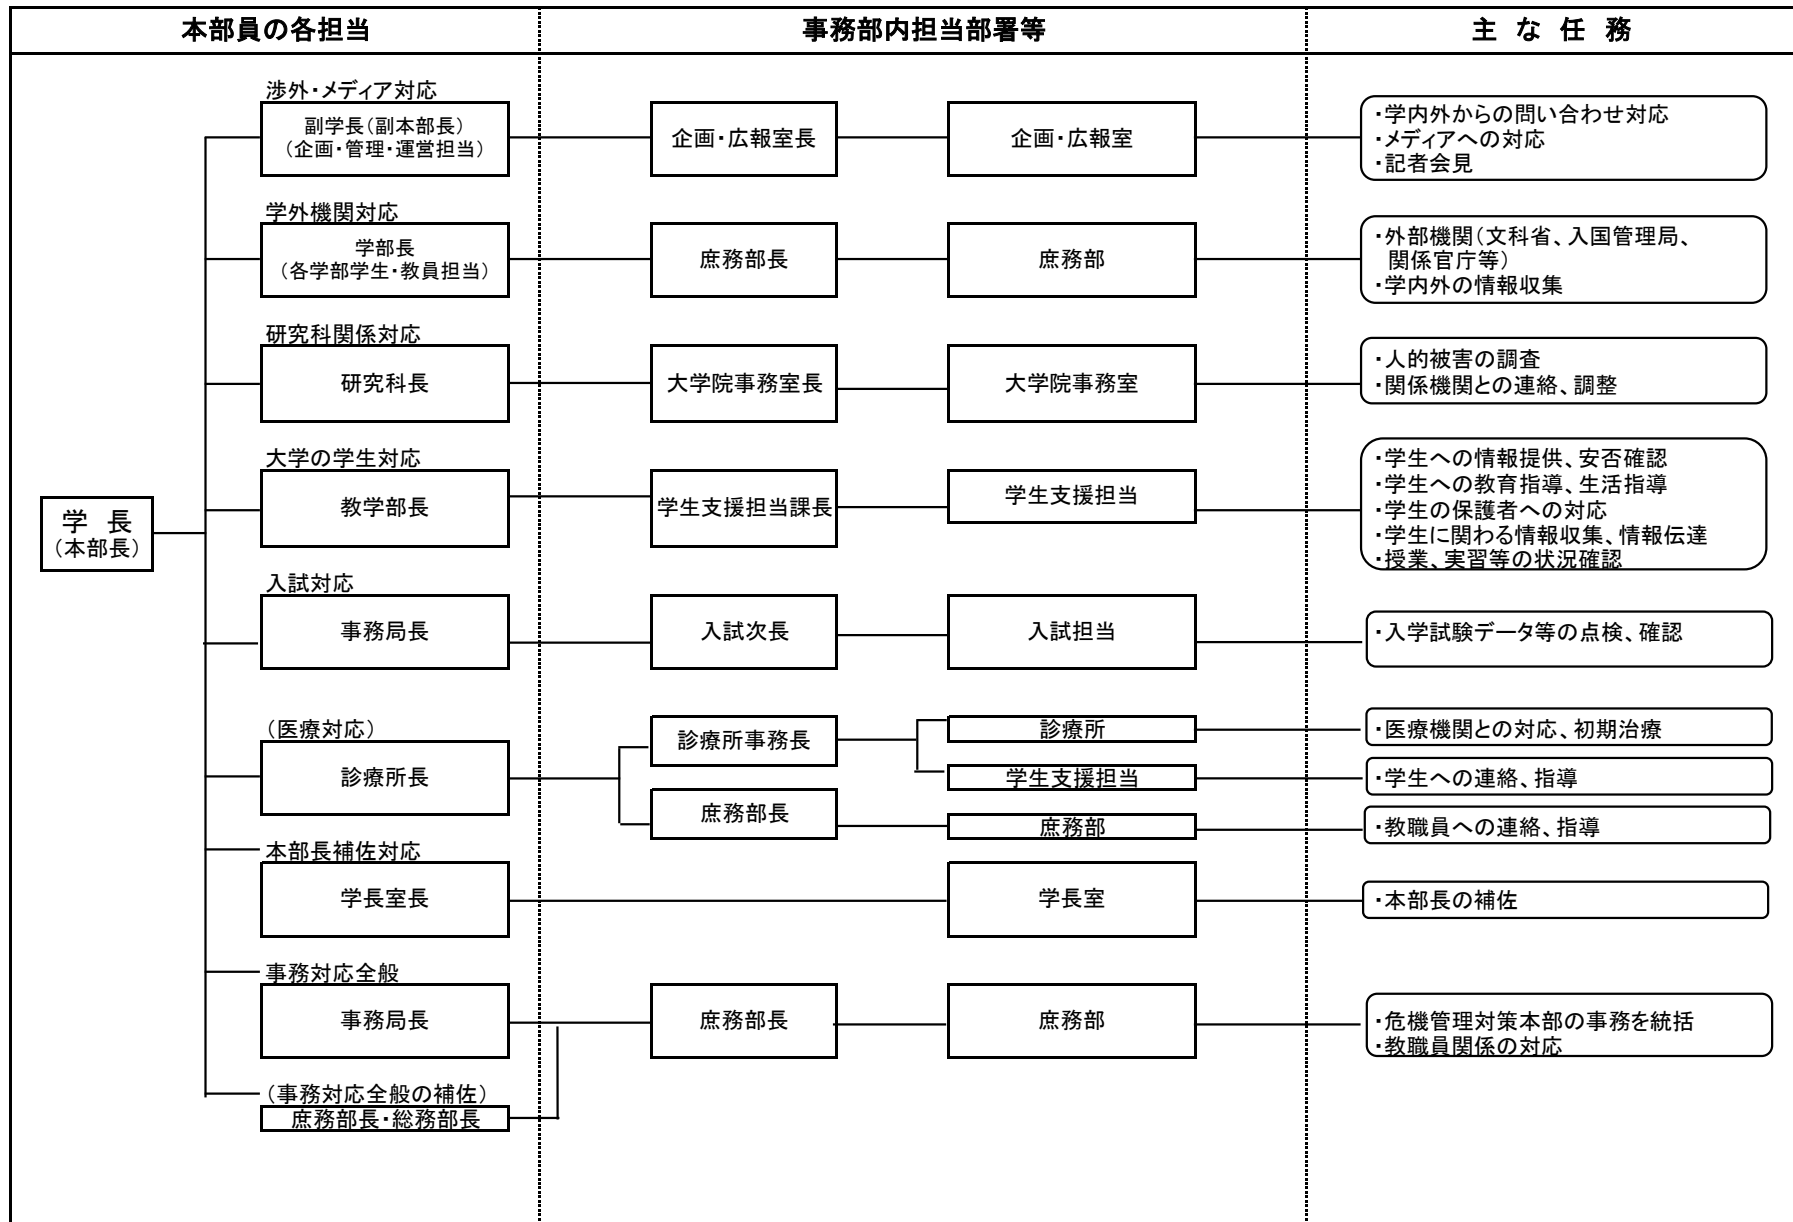 本部員の各担当
事務部内担当部署等
主 な 任 務
学 長
(本部長)
渉外・メディア対応
副学長(副本部長)
(企画・管理・運営担当)
企画・広報室長
企画・広報室
・学内外からの問い合わせ対応
・メディアへの対応
・記者会見
学外機関対応
学部長
(各学部学生・教員担当)
庶務部長
庶務部
・外部機関(文科省、入国管理局、
関係官庁等)
・学内外の情報収集
研究科関係対応
研究科長
大学院事務室長
大学院事務室
・人的被害の調査
・関係機関との連絡、調整
大学の学生対応
教学部長
学生支援担当課長
学生支援担当
・学生への情報提供、安否確認
・学生への教育指導、生活指導
・学生の保護者への対応
・学生に関わる情報収集、情報伝達
・授業、実習等の状況確認
入試対応
事務局長
入試次長
入試担当
・入学試験データ等の点検、確認
(医療対応)
診療所長
診療所事務長
診療所
・医療機関との対応、初期治療
学生支援担当
・学生への連絡、指導
庶務部長
庶務部
・教職員への連絡、指導
本部長補佐対応
学長室長
学長室
・本部長の補佐
事務対応全般
事務局長
庶務部長
庶務部
・危機管理対策本部の事務を統括
・教職員関係の対応
(事務対応全般の補佐)
庶務部長・総務部長